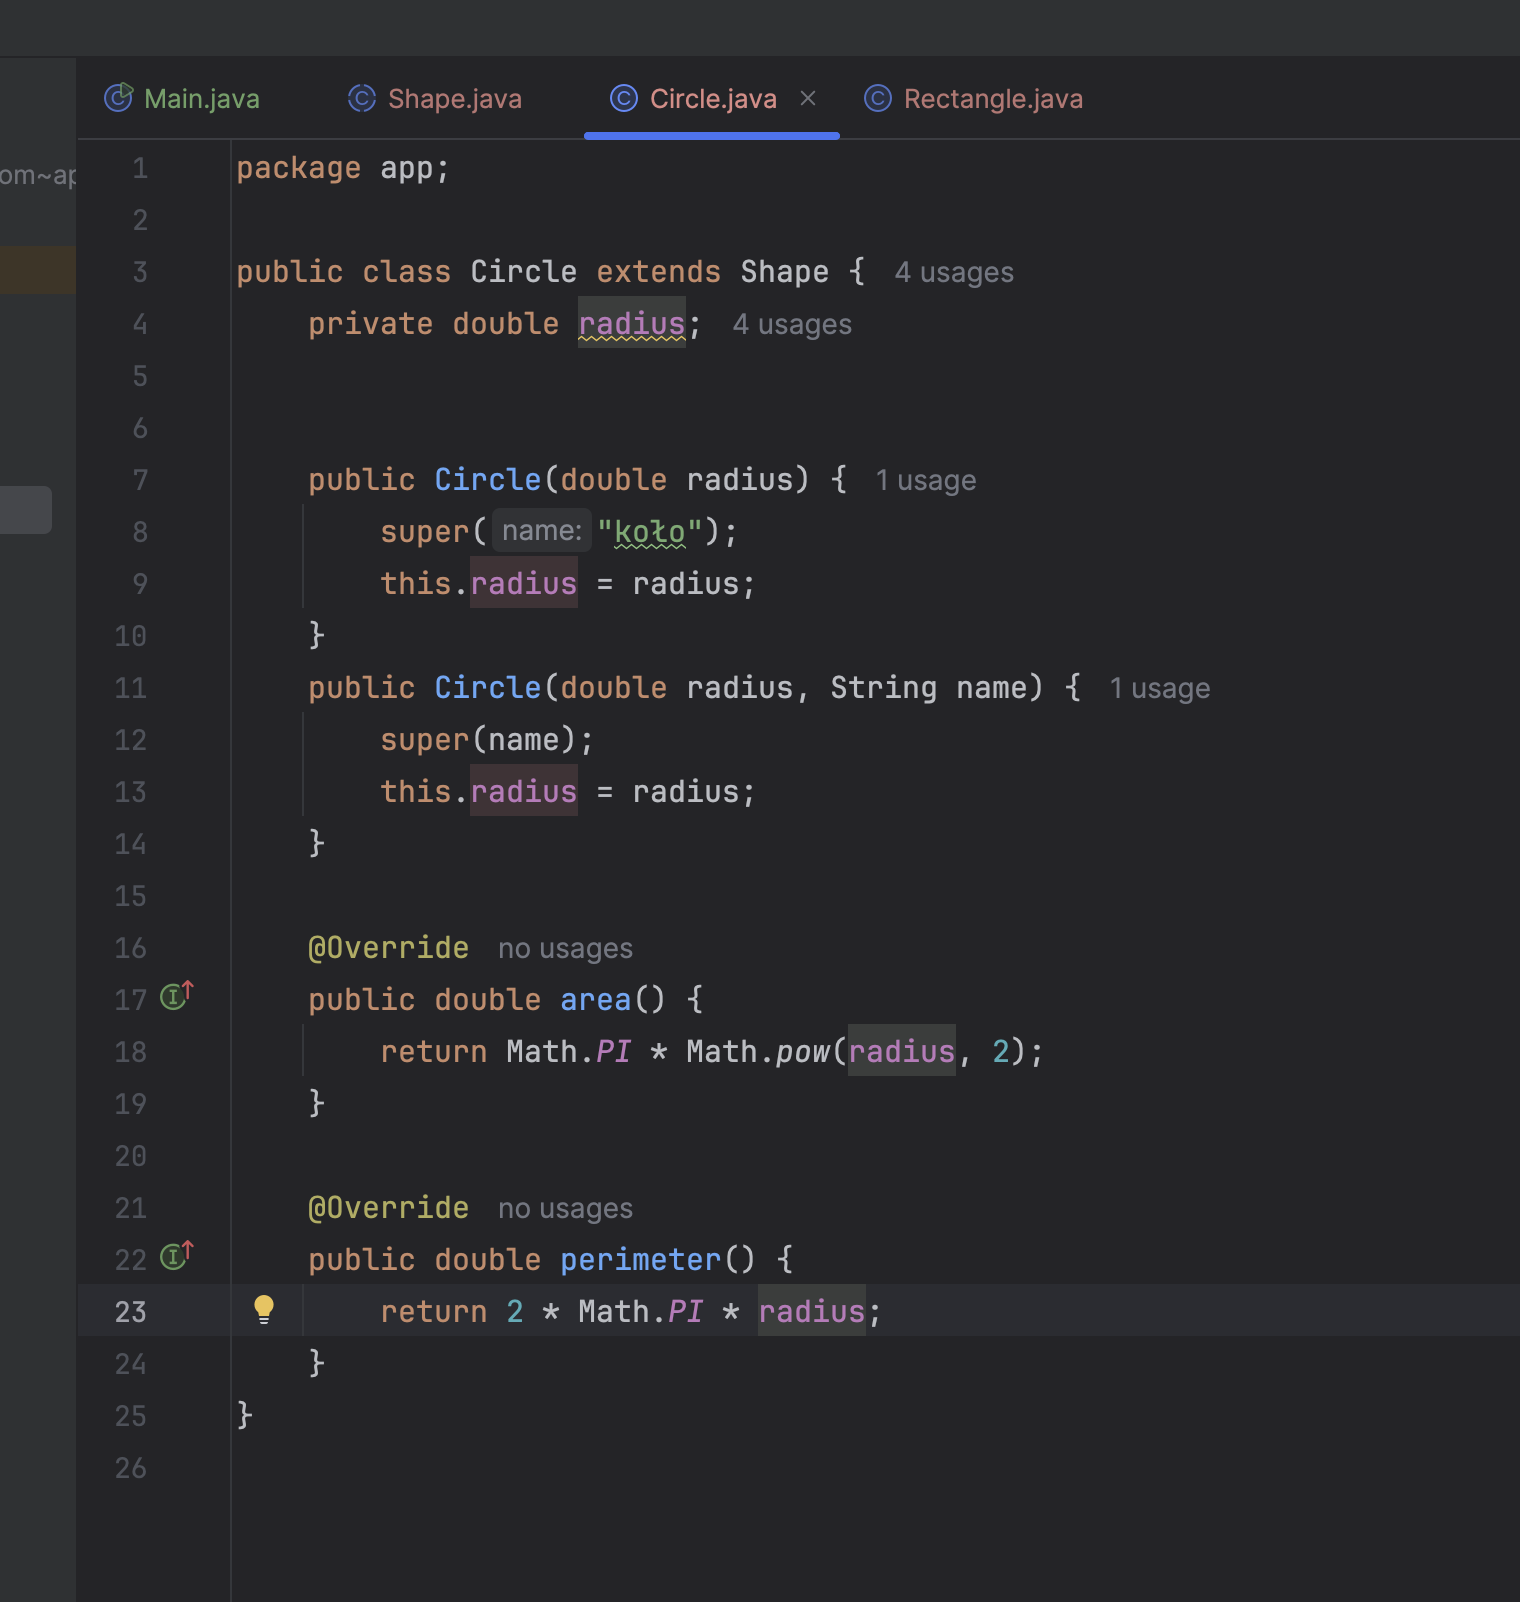 Main.java Shape.java Circle.java Rectangle.java
om~ap
1 package app;
2
3 public class Circle extends Shape { 4 usages
4 private double radius; 4 usages
5
6
7 public Circle(double radius) { 1 usage
8 super( name: "koło");
9 this.radius = radius;
10 }
11 public Circle(double radius, String name) { 1 usage
12 super(name);
13 this.radius = radius;
14 }
15
16 @Override no usages
17 public double area() {
18 return Math.PI * Math.pow(radius, 2);
19 }
20
21 @Override no usages
22 public double perimeter() {
23 return 2 * Math.PI * radius;
24 }
25 }
26